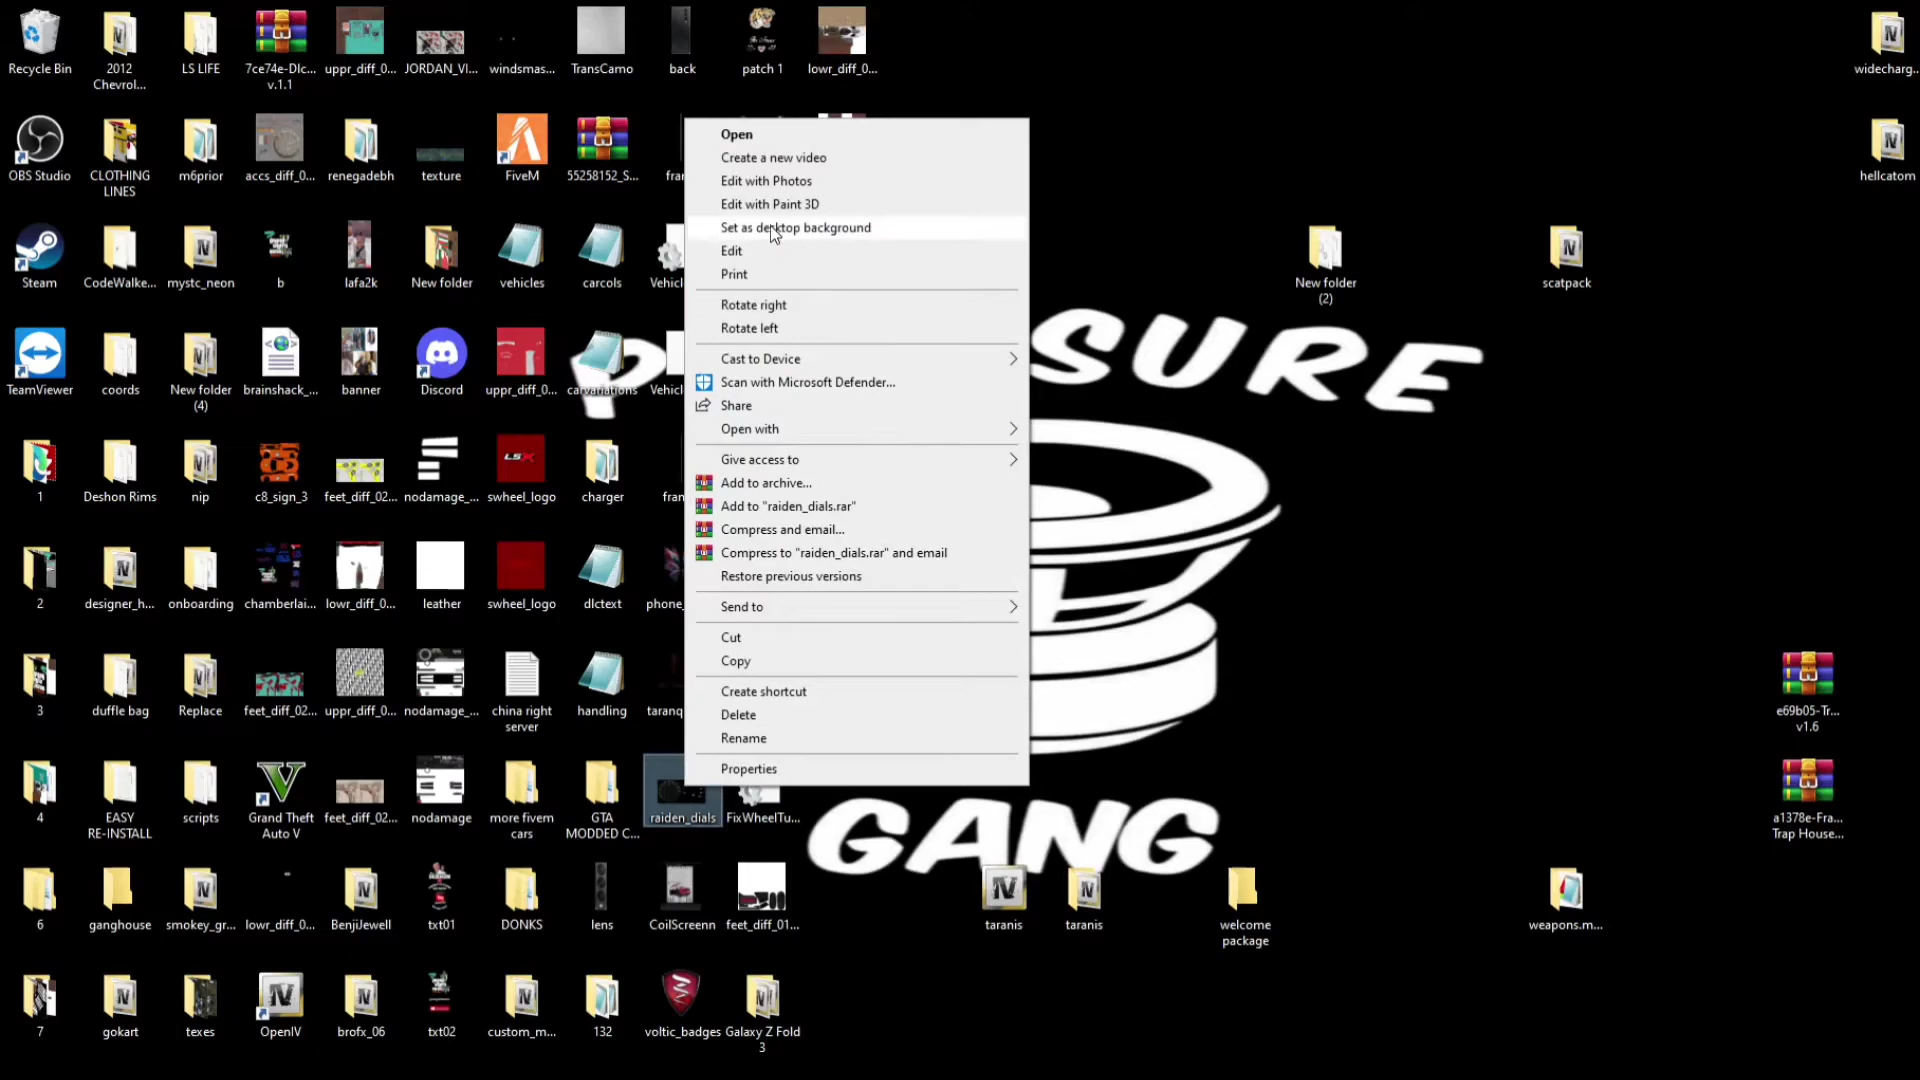 Recycle Bin
2012
Chevrol...
LS LIFE
7ce74e-Dlc...
v.1.1
uppr_diff_0...
JORDAN_VI...
windsmas...
TransCamo
back
patch 1
lowr_diff_0...
widecharg...
OBS Studio
CLOTHING
LINES
m6prior
accs_diff_0...
renegadebh
texture
FiveM
55258152_S...
fran
hellcatom
Steam
CodeWalke...
mystc_neon
b
lafa2k
New folder
vehicles
carcols
Vehicl
New folder
(2)
scatpack
TeamViewer
coords
New folder
(4)
brainshack_...
banner
Discord
uppr_diff_0...
carvariations
Vehicl
1
Deshon Rims
nip
c8_sign_3
feet_diff_02...
nodamage_...
LSX
swheel_logo
charger
fran
2
designer_h...
onboarding
chamberlai...
lowr_diff_0...
leather
swheel_logo
dlctext
phone_
3
duffle bag
Replace
feet_diff_02...
uppr_diff_0...
nodamage_...
china right
server
handling
taranq
e69b05-Tr...
v1.6
4
EASY
RE-INSTALL
scripts
Grand Theft
Auto V
feet_diff_02...
nodamage
more fivem
cars
GTA
MODDED C...
raiden_dials
FixWheelTu...
a1378e-Fra...
Trap House...
6
ganghouse
smokey_gr...
lowr_diff_0...
BenjiJewell
txt01
DONKS
lens
CoilScreenn
feet_diff_01...
taranis
taranis
welcome
package
weapons.m...
7
gokart
texes
OpenIV
brofx_06
txt02
custom_m...
132
voltic_badges
Galaxy Z Fold
3
Open
Create a new video
Edit with Photos
Edit with Paint 3D
Set as desktop background
Edit
Print
Rotate right
Rotate left
Cast to Device
Scan with Microsoft Defender...
Share
Open with
Give access to
Add to archive...
Add to "raiden_dials.rar"
Compress and email...
Compress to "raiden_dials.rar" and email
Restore previous versions
Send to
Cut
Copy
Create shortcut
Delete
Rename
Properties
P SURE
GANG